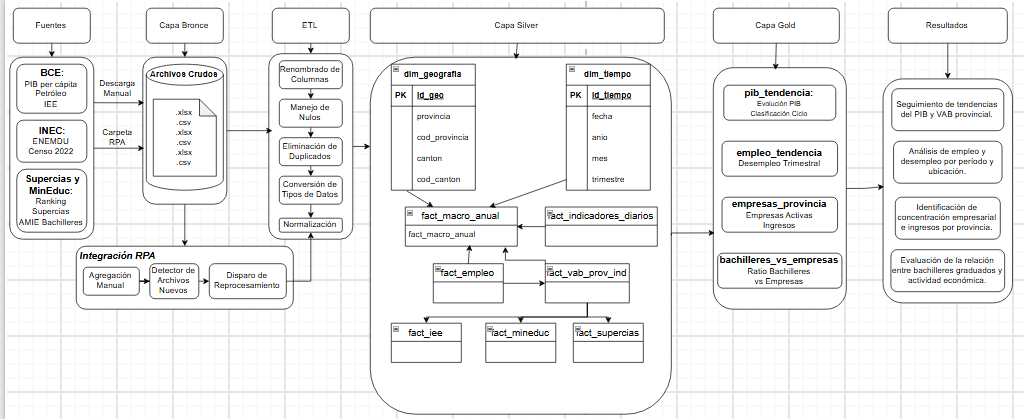 Fuentes
Capa Bronce
ETL
Capa Silver
Capa Gold
Resultados
BCE:
PIB per cápita
Petróleo
IEE
INEC:
ENEMDU
Censo 2022
Supercias y
MinEduc:
Ranking
Supercias
AMIE Bachilleres
Descarga
Manual
Carpeta
RPA
Archivos Crudos
.xlsx
.csv
.xlsx
.csv
.xlsx
.csv
Integración RPA
Agregación
Manual
Detector de
Archivos
Nuevos
Disparo de
Reprocesamiento
Renombrado de
Columnas
Manejo de
Nulos
Eliminación de
Duplicados
Conversión de
Tipos de Datos
Normalización
dim_geografia
PK id_geo
provincia
cod_provincia
canton
cod_canton
dim_tiempo
PK id_tiempo
fecha
anio
mes
trimestre
fact_macro_anual
fact_macro_anual
fact_indicadores_diarios
fact_empleo
fact_vab_prov_ind
fact_iee
fact_mineduc
fact_supercias
pib_tendencia:
Evolución PIB
Clasificación Ciclo
empleo_tendencia
Desempleo Trimestral
empresas_provincia
Empresas Activas
Ingresos
bachilleres_vs_empresas
Ratio Bachilleres
vs Empresas
Seguimiento de tendencias
del PIB y VAB provincial.
Análisis de empleo y
desempleo por período y
ubicación.
Identificación de
concentración empresarial
e ingresos por provincia.
Evaluación de la relación
entre bachilleres graduados y
actividad económica.